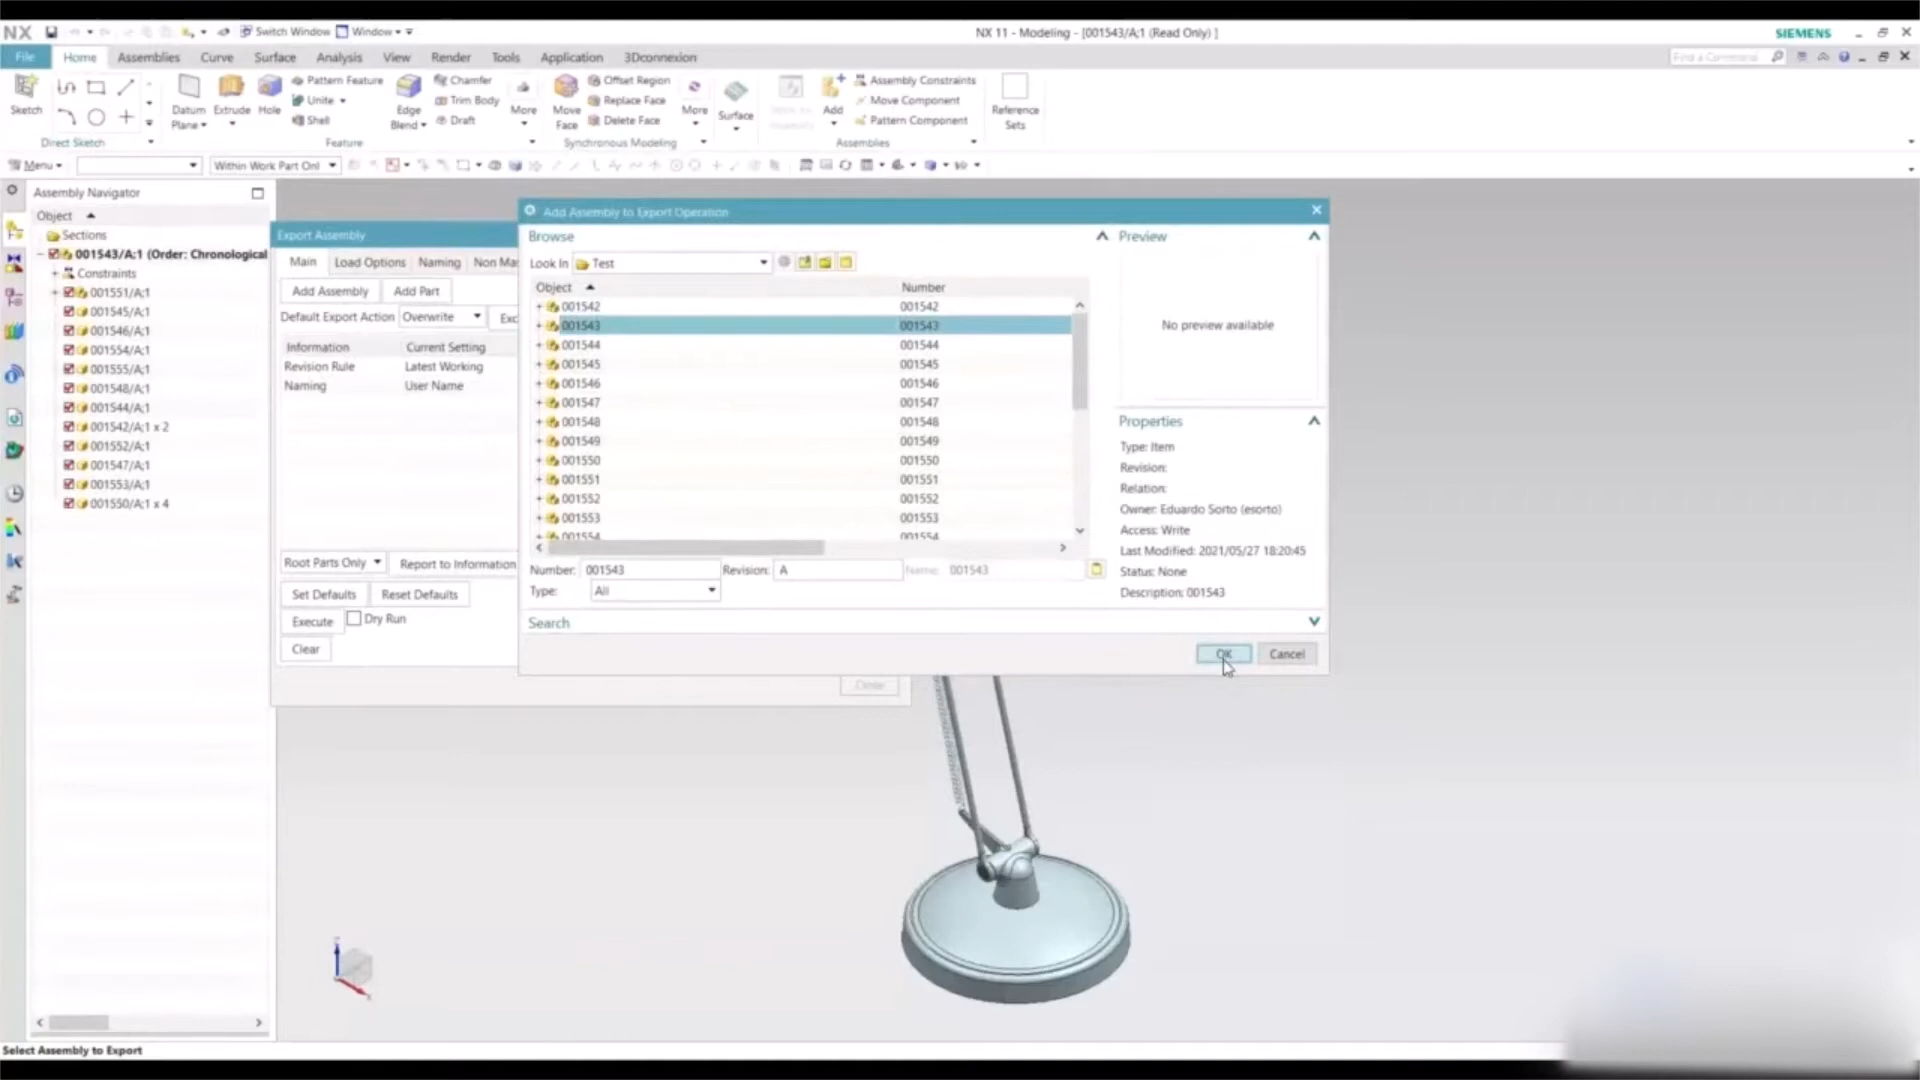 NX Switch Window Window NX 11 - Modeling - [001543/A;1 (Read Only) ] SIEMENS
File Home Assemblies Curve Surface Analysis View Render Tools Application 3Dconnexion Find a Command
Pattern Feature Chamfer Offset Region Assembly Constraints
Unite Trim Body Replace Face Move Component
Sketch Datum Plane Extrude Hole Shell Edge Blend Draft More Move Face Delete Face More Surface Add Pattern Component Reference Sets
Direct Sketch Feature Synchronous Modeling Assemblies
Menu Within Work Part Onl
Assembly Navigator
Object
Sections
001543/A;1 (Order: Chronological
Constraints
001551/A;1
001545/A;1
001546/A;1
001554/A;1
001555/A;1
001548/A;1
001544/A;1
001542/A;1 x 2
001552/A;1
001547/A;1
001553/A;1
001550/A;1 x 4
Export Assembly
Main Load Options Naming Non Mas
Add Assembly Add Part
Default Export Action Overwrite Exc
Information Current Setting
Revision Rule Latest Working
Naming User Name
Root Parts Only Report to Information
Set Defaults Reset Defaults
Execute Dry Run
Clear
Close
Add Assembly to Export Operation
Browse
Look In Test
Object Number
001542 001542
001543 001543
001544 001544
001545 001545
001546 001546
001547 001547
001548 001548
001549 001549
001550 001550
001551 001551
001552 001552
001553 001553
001554 001554
Number: 001543 Revision: A Name: 001543
Type: All
Search
Preview
No preview available
Properties
Type: Item
Revision:
Relation:
Owner: Eduardo Sorto (esorto)
Access: Write
Last Modified: 2021/05/27 18:20:45
Status: None
Description: 001543
OK Cancel
Z
X
Select Assembly to Export